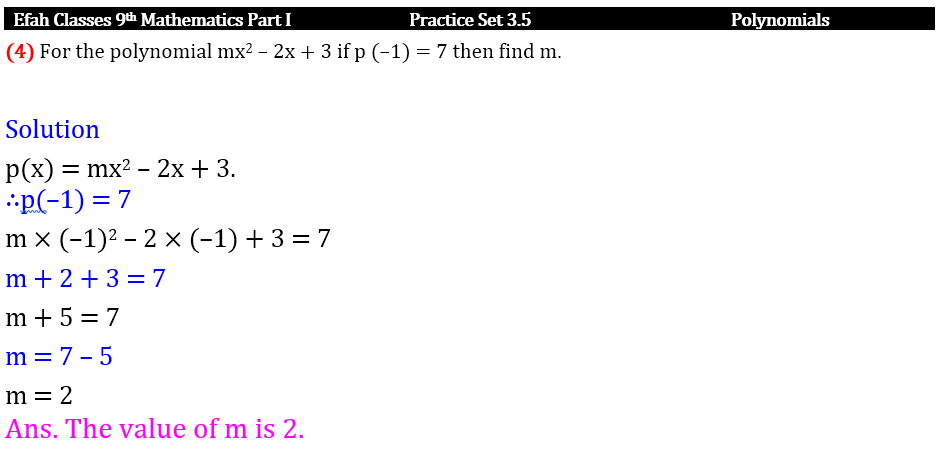 Efah Classes 9th Mathematics Part I Practice Set 3.5 Polynomials
(4) For the polynomial mx² – 2x + 3 if p (–1) = 7 then find m.
Solution
p(x) = mx² – 2x + 3.
∴p(–1) = 7
m × (–1)² – 2 × (–1) + 3 = 7
m + 2 + 3 = 7
m + 5 = 7
m = 7 – 5
m = 2
Ans. The value of m is 2.